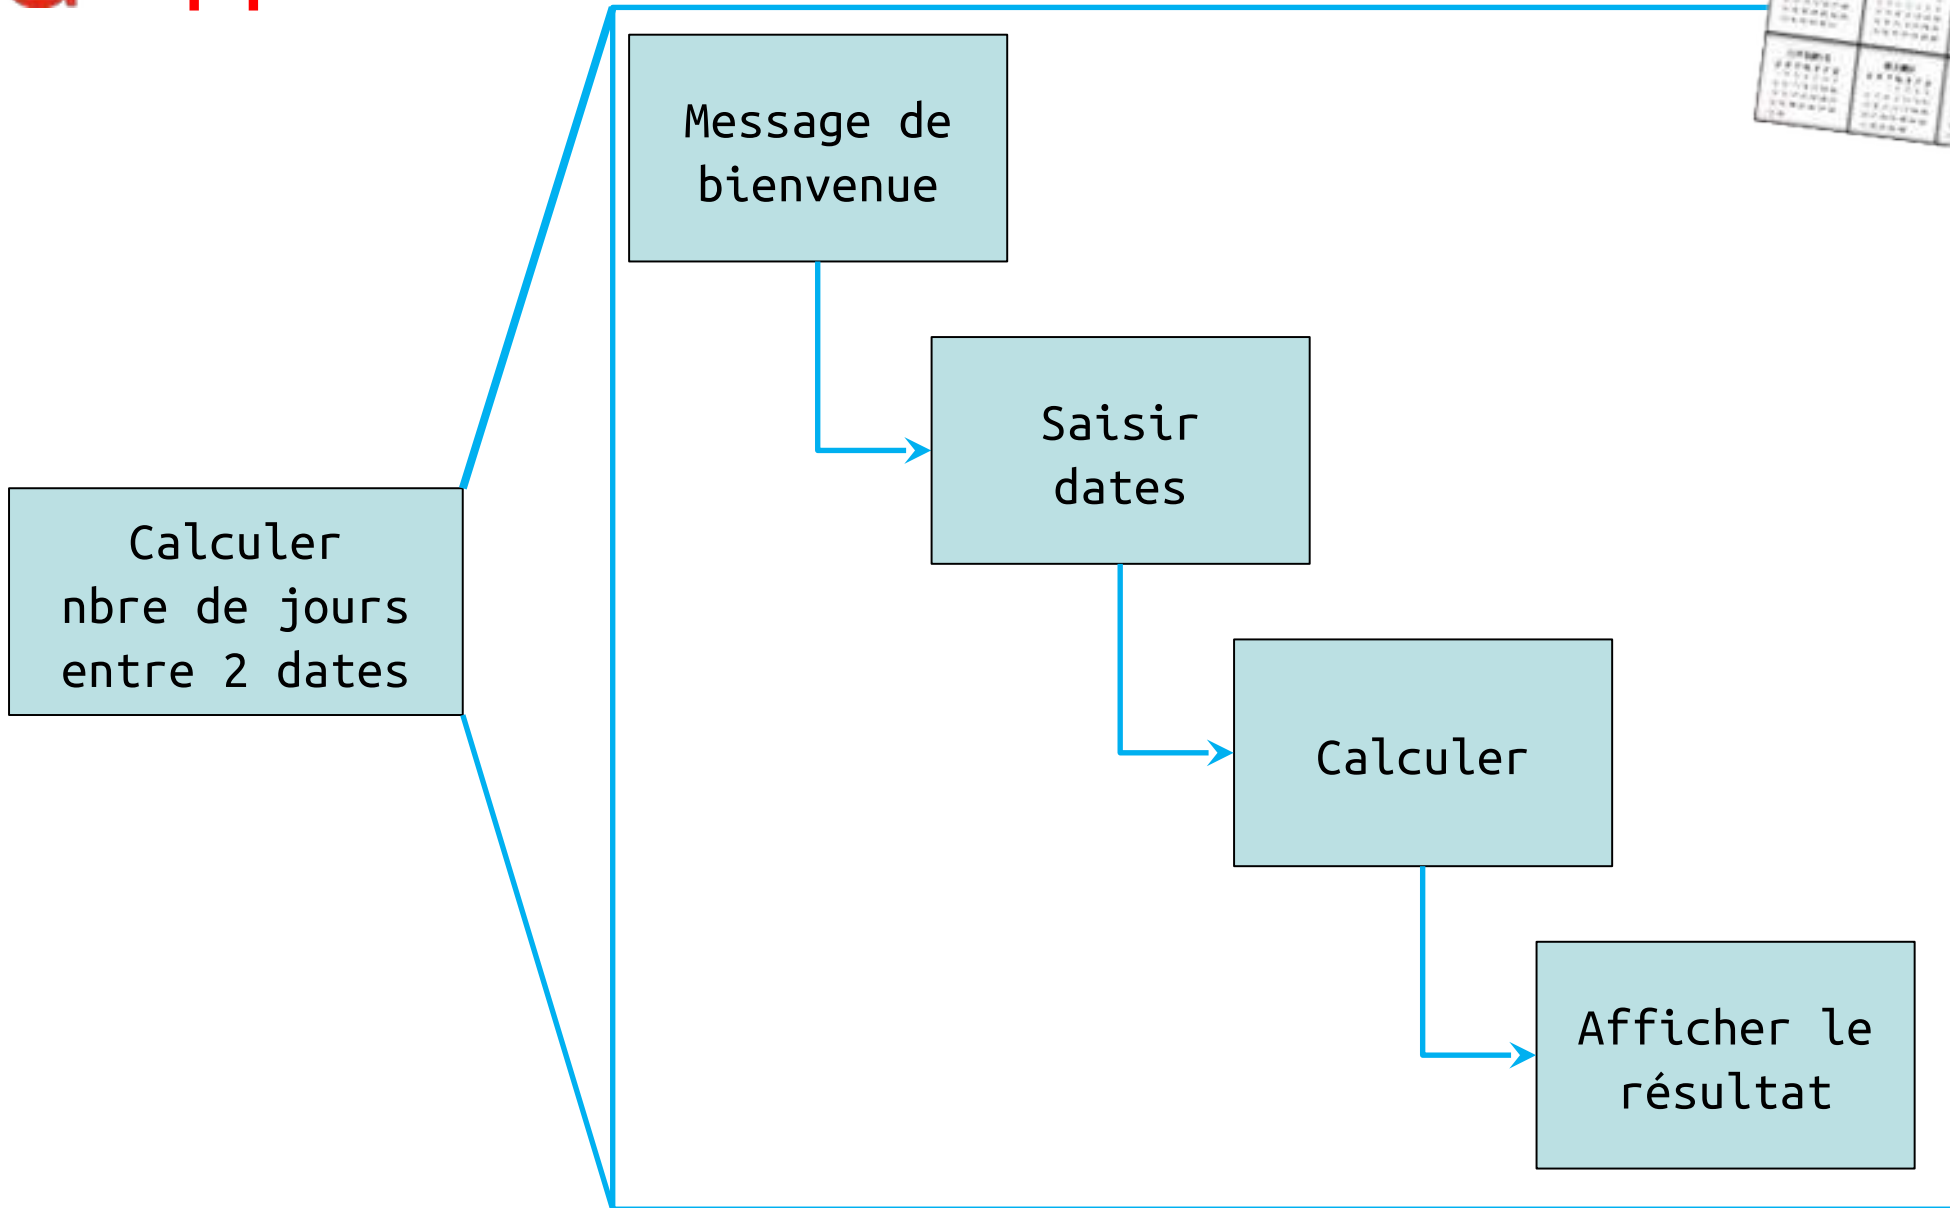 Message de
bienvenue
Saisir
dates
Calculer
nbre de jours
entre 2 dates
Calculer
Afficher le
résultat